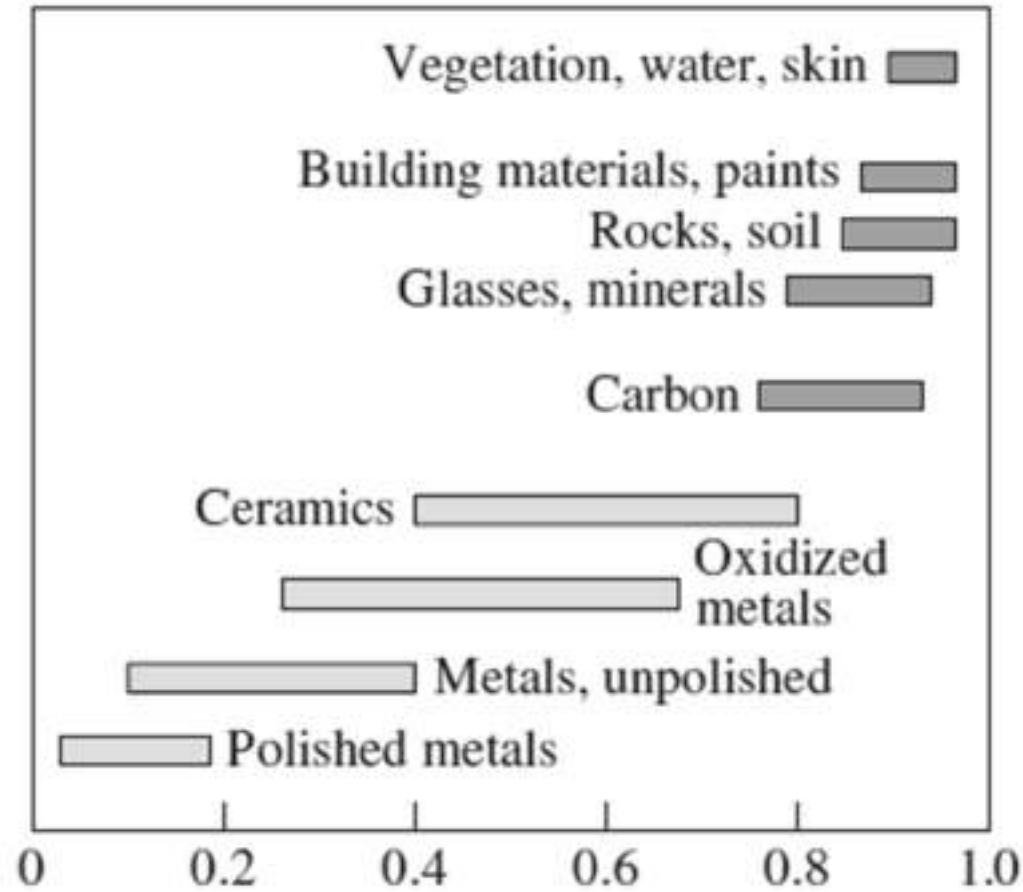 Vegetation, water, skin
Building materials, paints
Rocks, soil
Glasses, minerals
Carbon
Ceramics
Oxidized
metals
Metals, unpolished
Polished metals
0 0.2 0.4 0.6 0.8 1.0